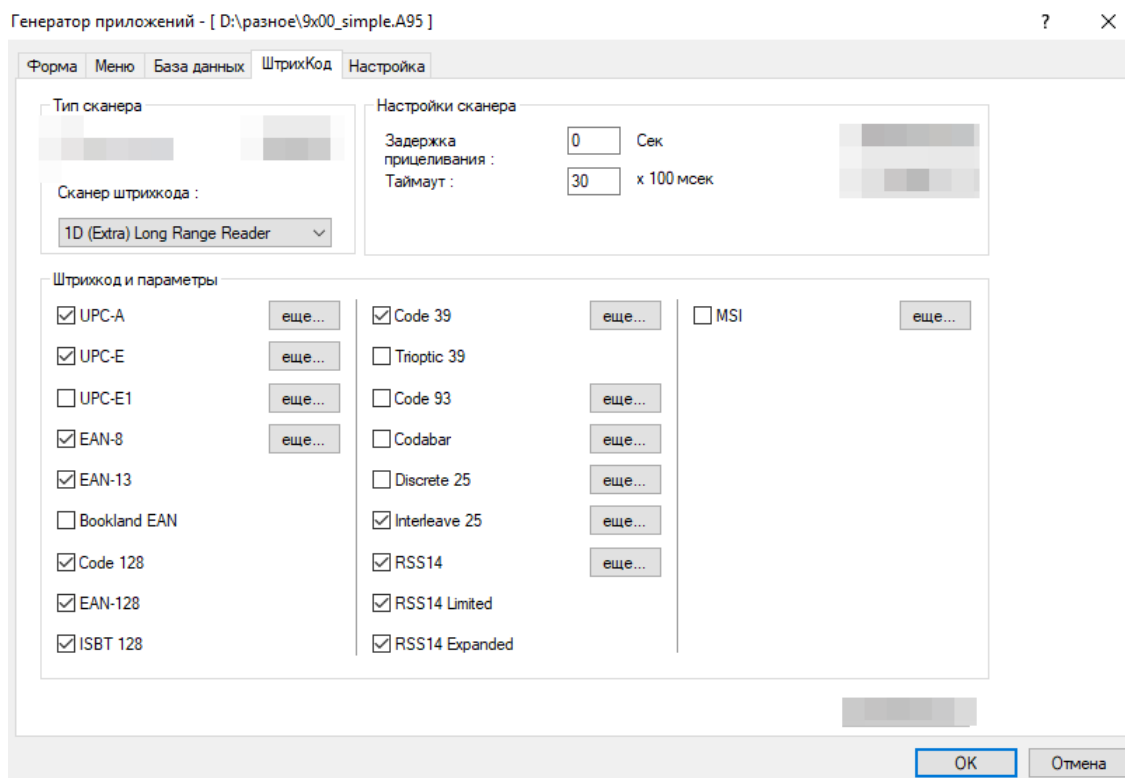 Генератор приложений - [ D:\разное\9x00_simple.A95 ]
? ×
Форма Меню База данных ШтрихКод Настройка
Тип сканера
Сканер штрихкода :
1D (Extra) Long Range Reader
Настройки сканера
Задержка
прицеливания :
0 Сек
Таймаут : 30 x 100 мсек
Штрихкод и параметры
UPC-A еще...
UPC-E еще...
UPC-E1 еще...
EAN-8 еще...
EAN-13
Bookland EAN
Code 128
EAN-128
ISBT 128
Code 39 еще...
Trioptic 39
Code 93 еще...
Codabar еще...
Discrete 25 еще...
Interleave 25 еще...
RSS14 еще...
RSS14 Limited
RSS14 Expanded
MSI еще...
OK Отмена